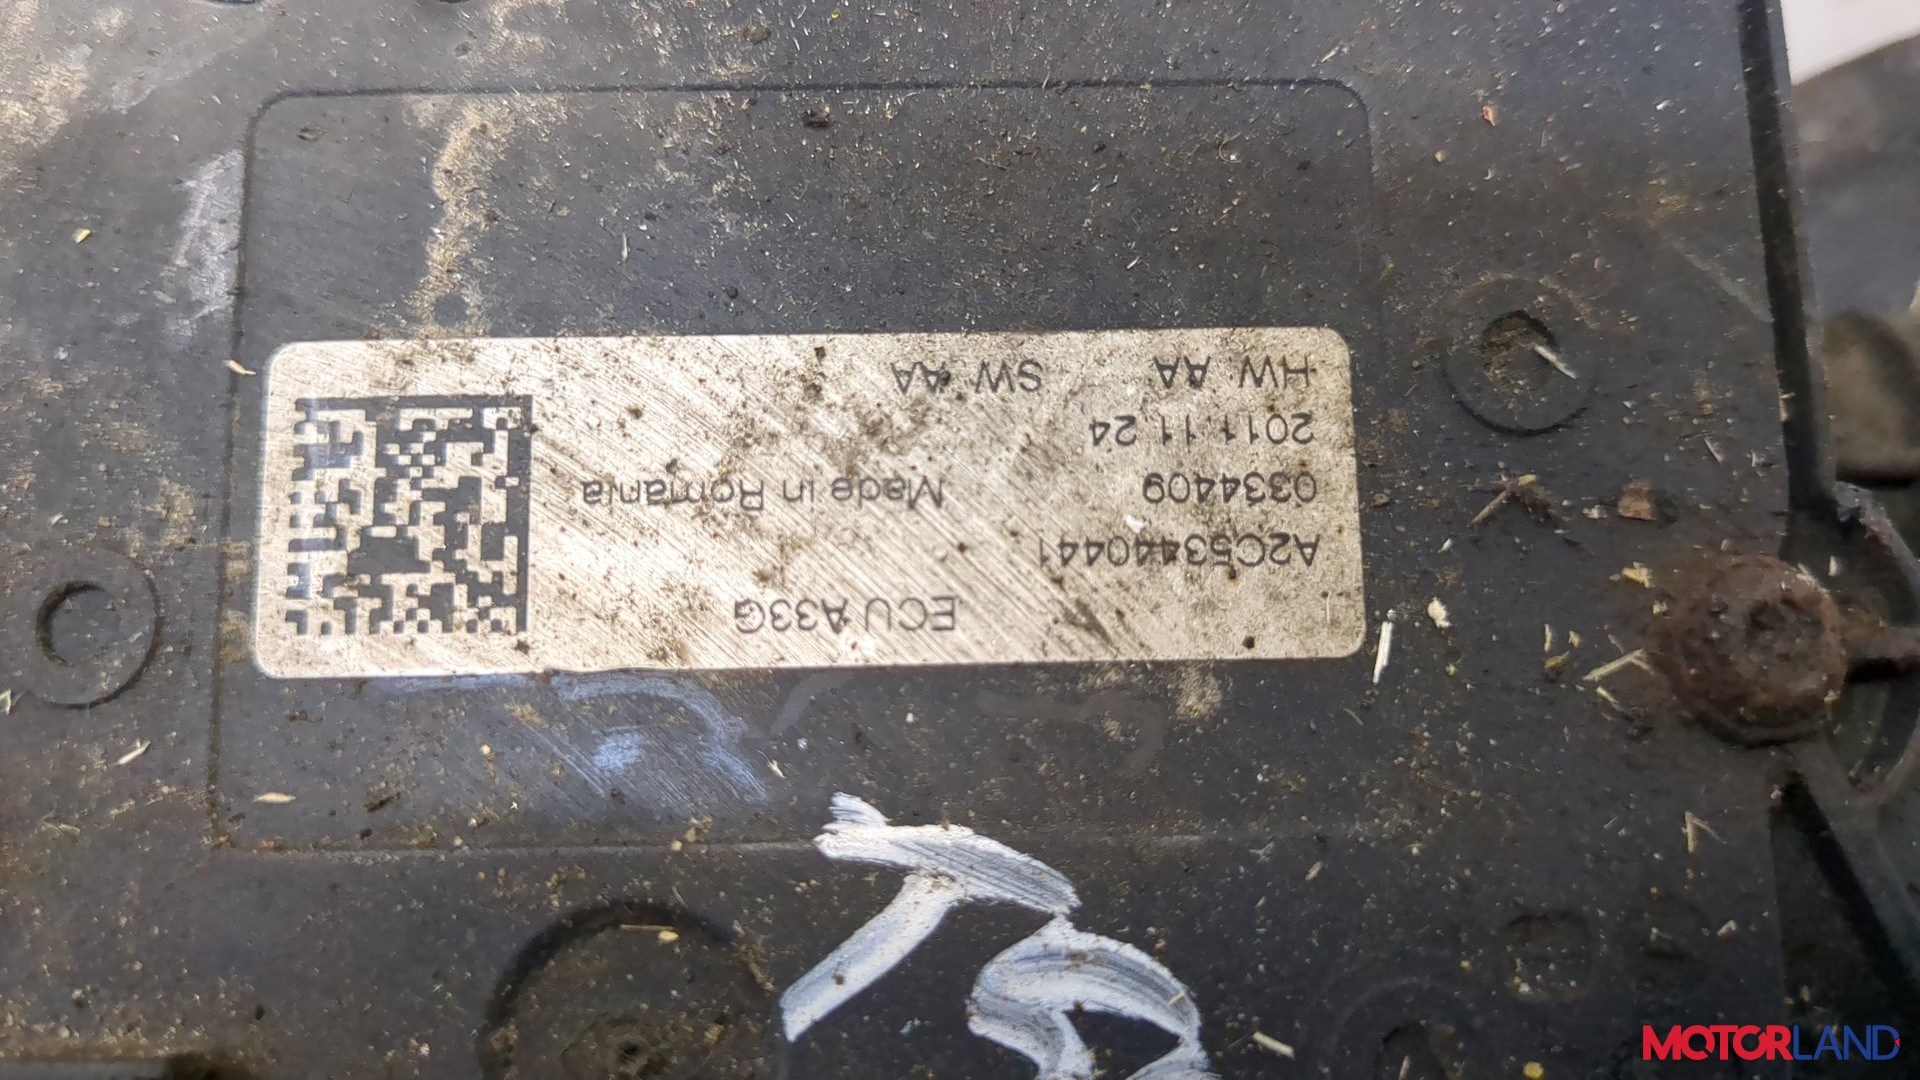 ECU A33G
A2C53440441
0334409 Made in Romania
2011.11.24
HW AA SW AA
MOTORLAND